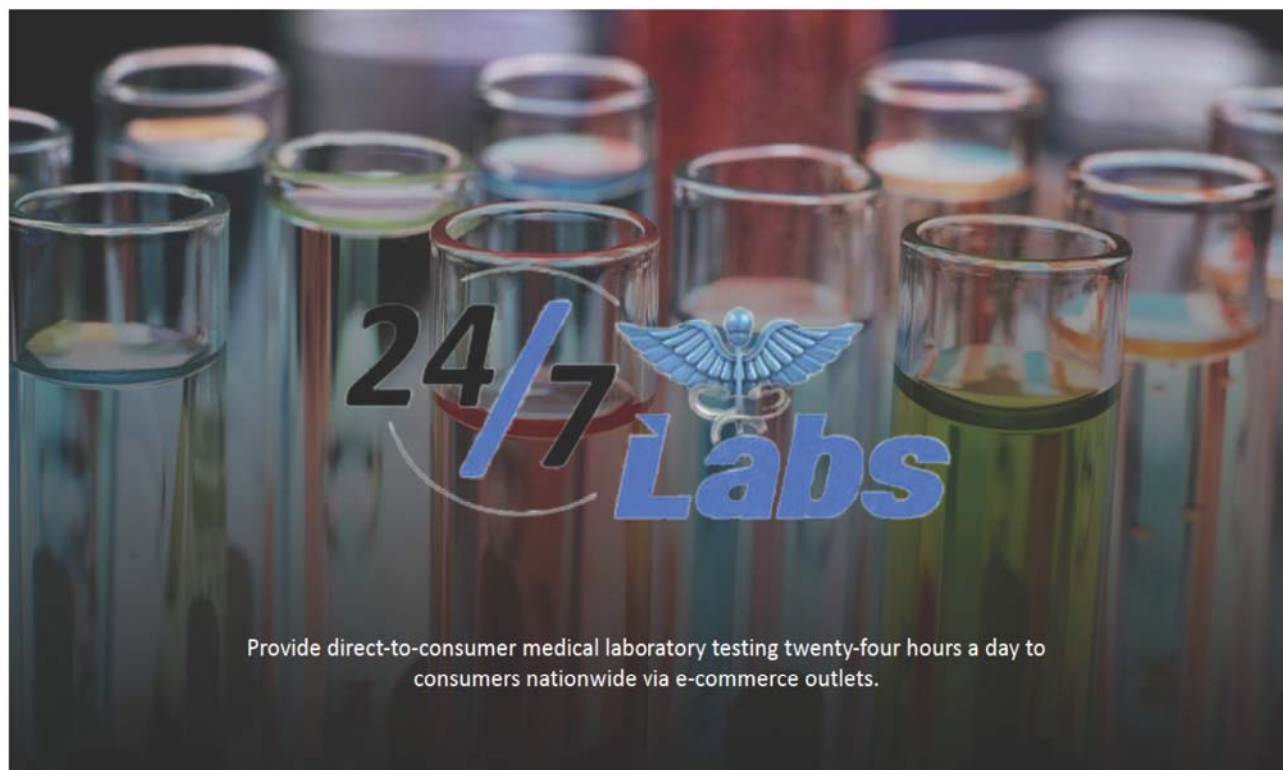 24/7
Labs
Provide direct-to-consumer medical laboratory testing twenty-four hours a day to
consumers nationwide via e-commerce outlets.